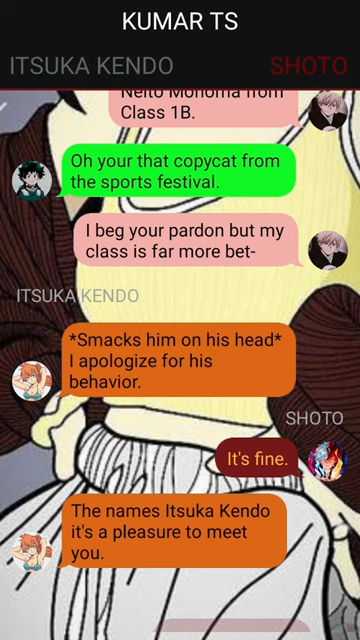 KUMAR TS
ITSUKA KENDO SHOTO
Neito Monoma from
Class 1B.
Oh your that copycat from
the sports festival.
I beg your pardon but my
class is far more bet-
ITSUKA KENDO
*Smacks him on his head*
I apologize for his
behavior.
SHOTO
It's fine.
The names Itsuka Kendo
it's a pleasure to meet
you.